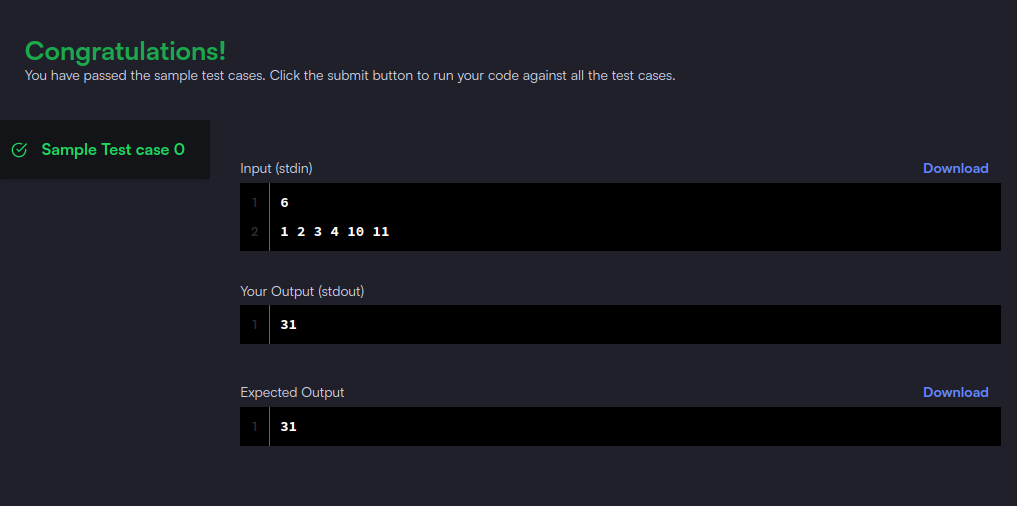 Congratulations!
You have passed the sample test cases. Click the submit button to run your code against all the test cases.
Sample Test case 0
Input (stdin)
Download
1 6
2 1 2 3 4 10 11
Your Output (stdout)
1 31
Expected Output
Download
1 31